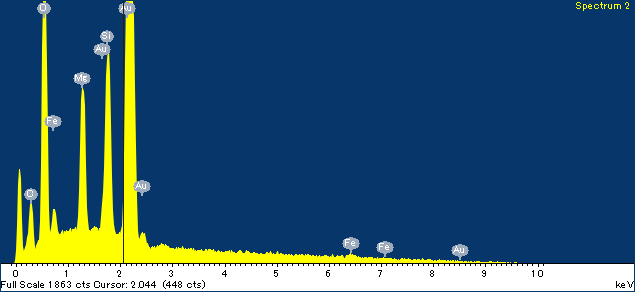 Spectrum 2
O
Au
Si
Au
Mg
Fe
Au
O
Fe
Fe
Au
0 1 2 3 4 5 6 7 8 9 10
Full Scale 1863 cts Cursor: 2.044 (448 cts) keV